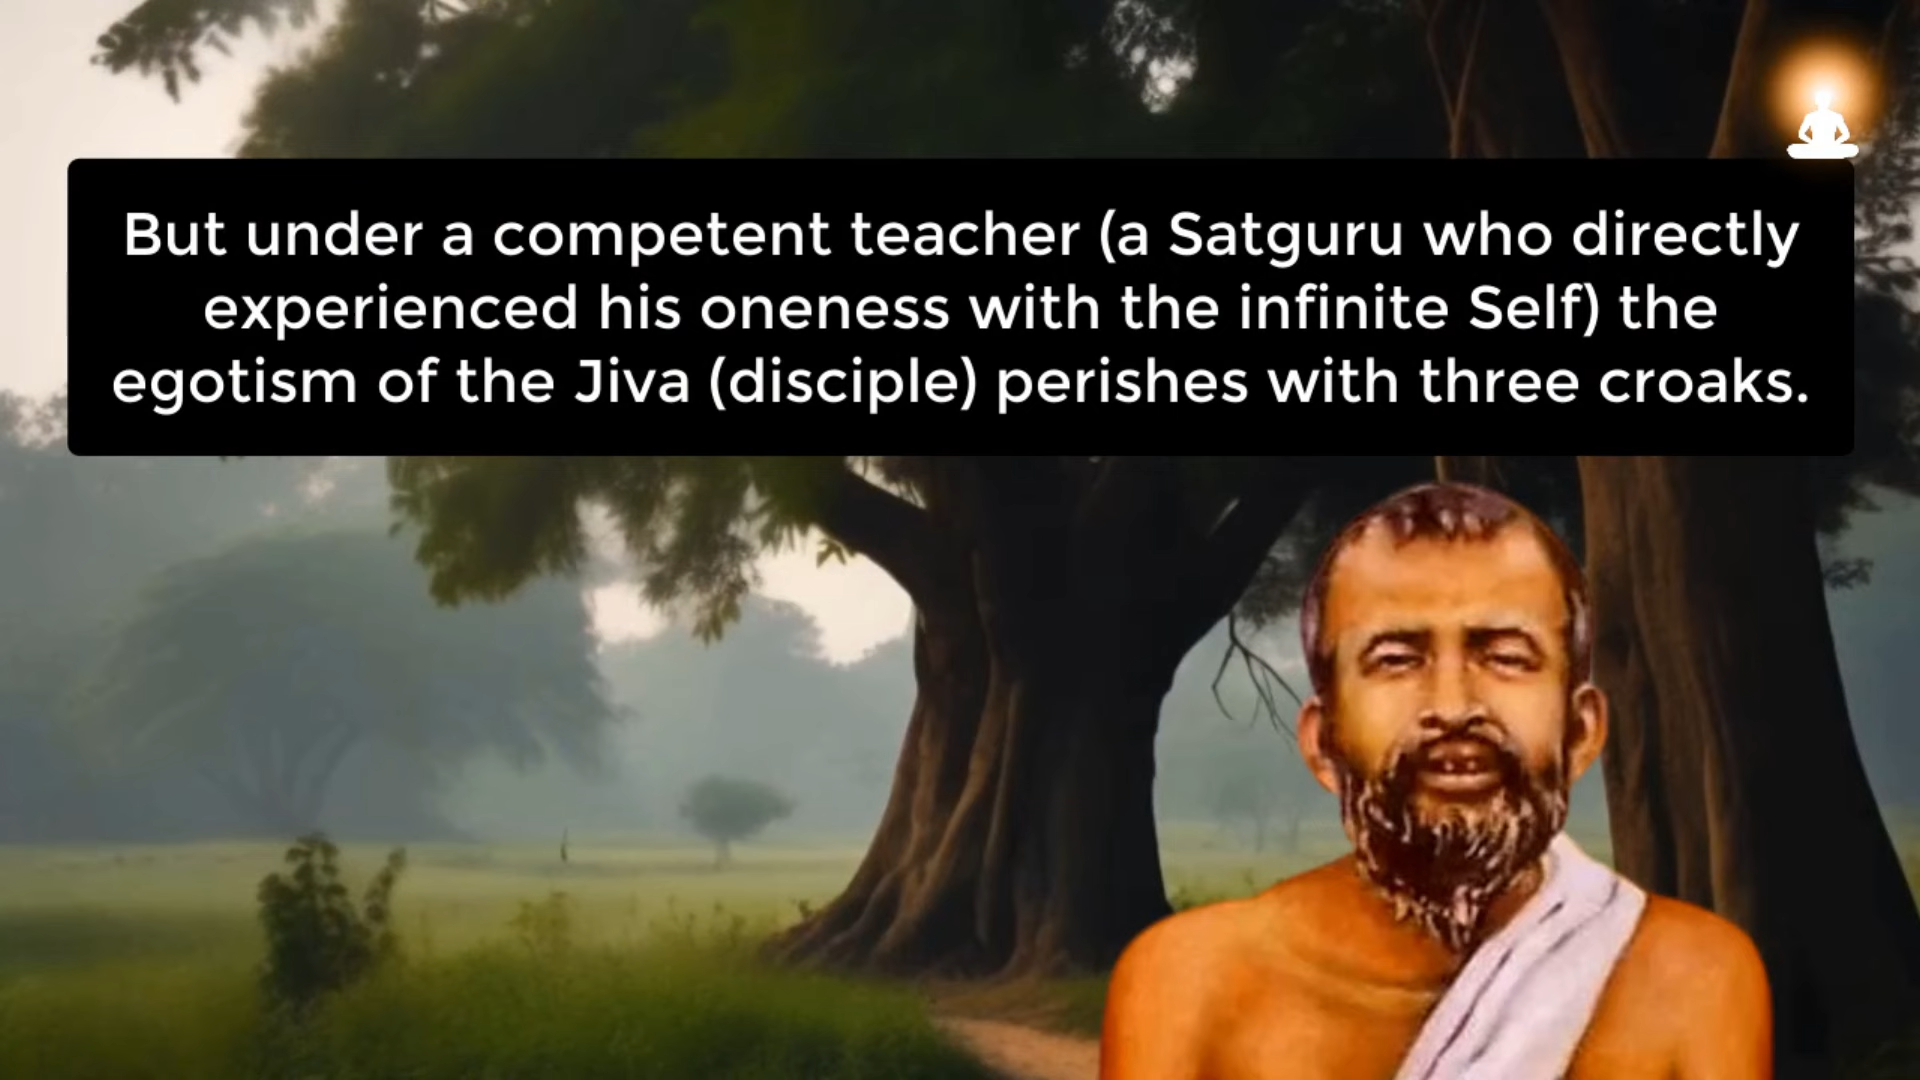 But under a competent teacher (a Satguru who directly
experienced his oneness with the infinite Self) the
egotism of the Jiva (disciple) perishes with three croaks.